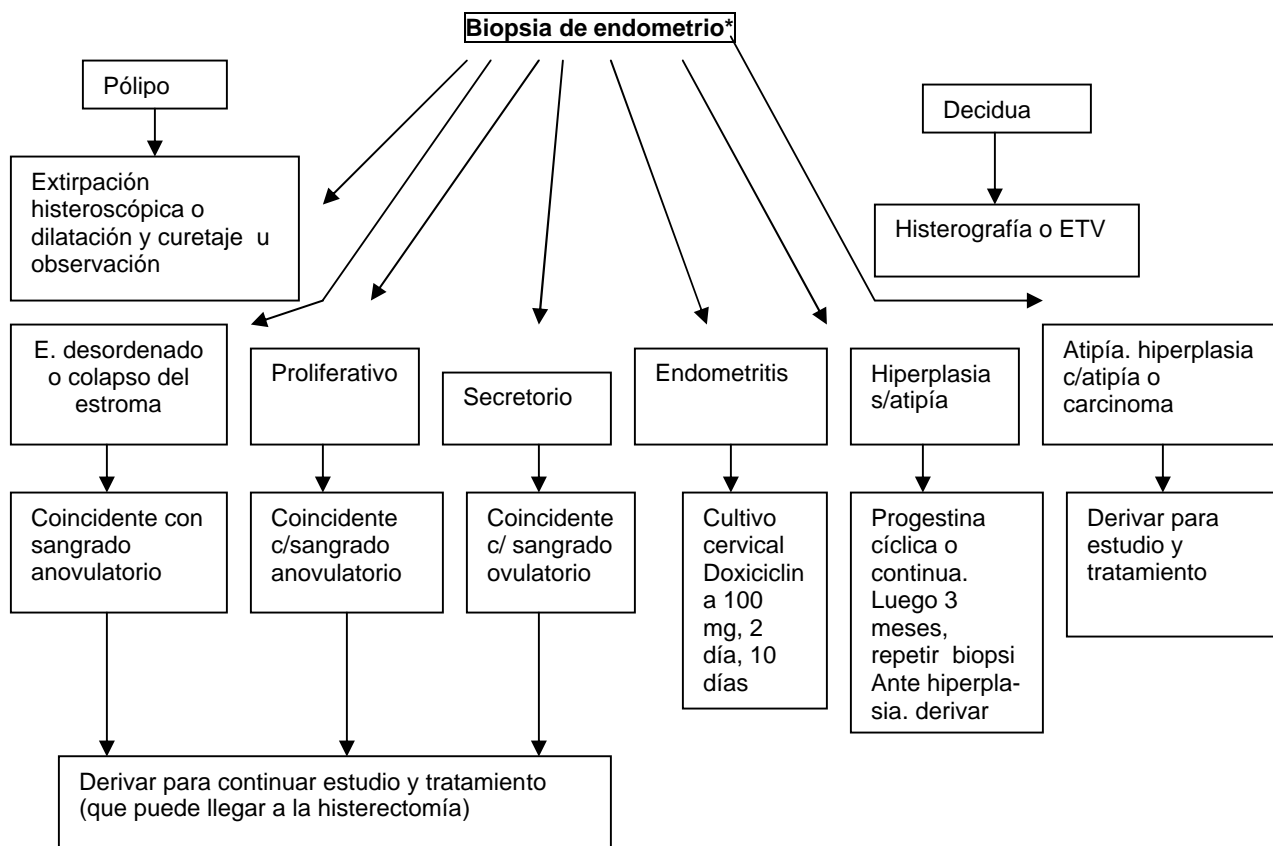 Biopsia de endometrio*
Pólipo
Decidua
Extirpación
histeroscópica o
dilatación y curetaje u
observación
Histerografía o ETV
E. desordenado
o colapso del
estroma
Proliferativo
Secretorio
Endometritis
Hiperplasia
s/atipía
Atipía. hiperplasia
c/atipía o
carcinoma
Coincidente con
sangrado
anovulatorio
Coincidente
c/sangrado
anovulatorio
Coincidente
c/ sangrado
ovulatorio
Cultivo
cervical
Doxiciclin
a 100
mg, 2
día, 10
días
Progestina
cíclica o
continua.
Luego 3
meses,
repetir biopsi
Ante hiperpla-
sia. derivar
Derivar para
estudio y
tratamiento
Derivar para continuar estudio y tratamiento
(que puede llegar a la histerectomía)